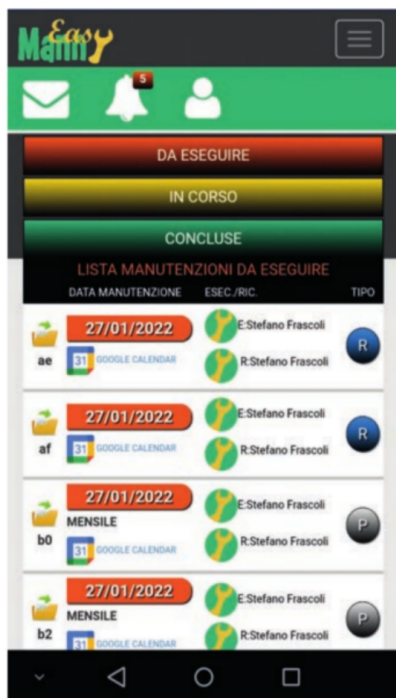 Easy
Mainty
5
DA ESEGUIRE
IN CORSO
CONCLUSE
LISTA MANUTENZIONI DA ESEGUIRE
DATA MANUTENZIONE ESEC./RIC. TIPO
27/01/2022 E:Stefano Frascoli
ae 31 GOOGLE CALENDAR R:Stefano Frascoli R
27/01/2022 E:Stefano Frascoli
af 31 GOOGLE CALENDAR R:Stefano Frascoli R
27/01/2022 E:Stefano Frascoli
MENSILE P
b0 31 GOOGLE CALENDAR R:Stefano Frascoli
27/01/2022 E:Stefano Frascoli
MENSILE P
b2 31 GOOGLE CALENDAR R:Stefano Frascoli